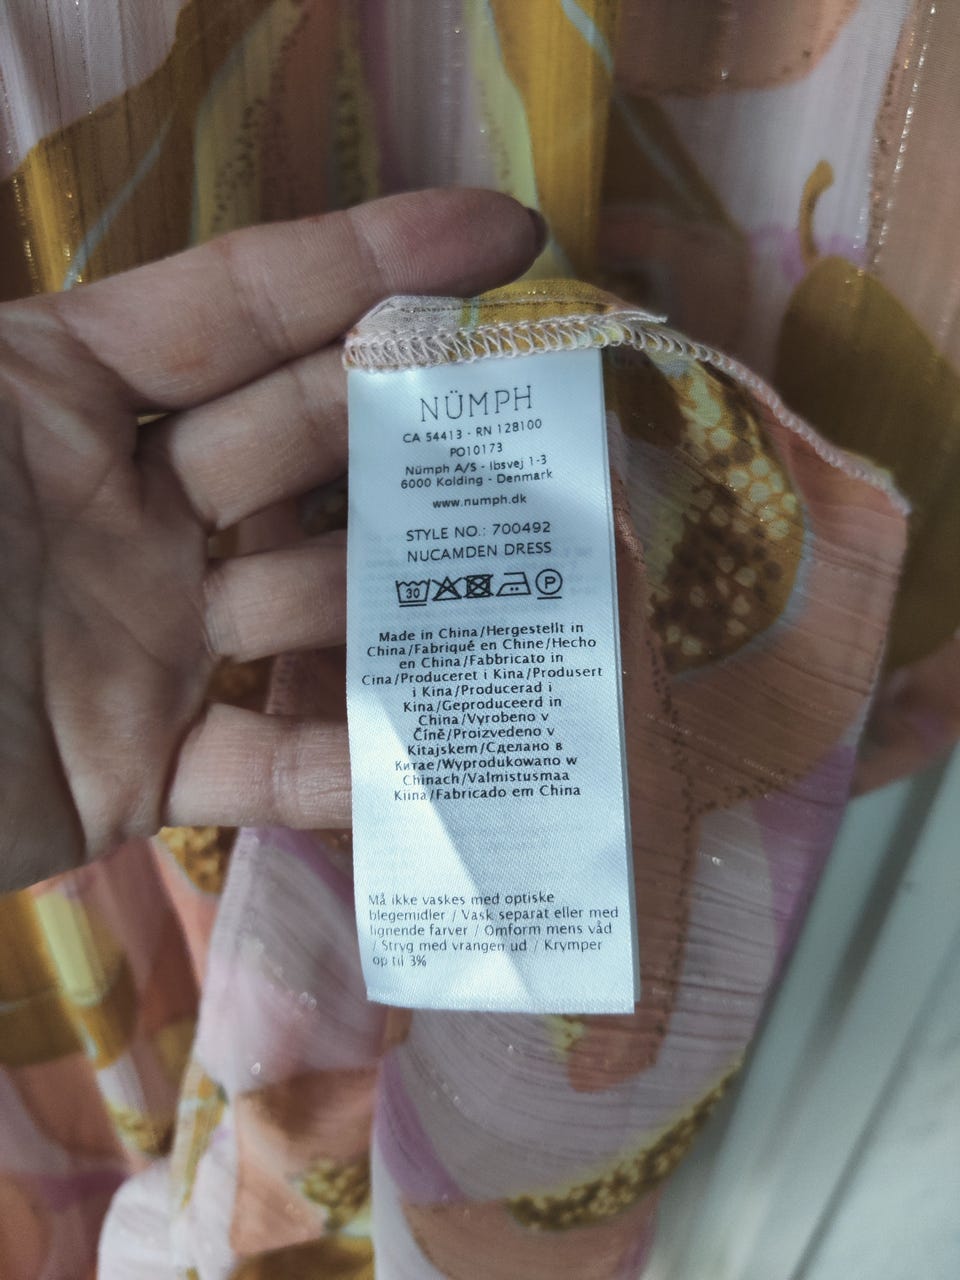 NÜMPH
CA 54413 - RN 128100
PO10173
Nümph A/S - Ibsvej 1-3
6000 Kolding - Denmark
www.numph.dk
STYLE NO.: 700492
NUCAMDEN DRESS
30 P
Made in China/Hergestellt in
China/Fabriqué en Chine/Hecho
en China/Fabbricato in
Cina/Produceret i Kina/Produsert
i Kina/Producerad i
Kina/Geproduceerd in
China/Vyrobeno v
Číně/Proizvedeno v
Kitajskem/Сделано в
Китае/Wyprodukowano w
Chinach/Valmistusmaa
Kiina/Fabricado em China
Må ikke vaskes med optiske
blegemidler / Vask separat eller med
lignende farver / Omform mens våd
/ Stryg med vrangen ud / Krymper
op til 3%